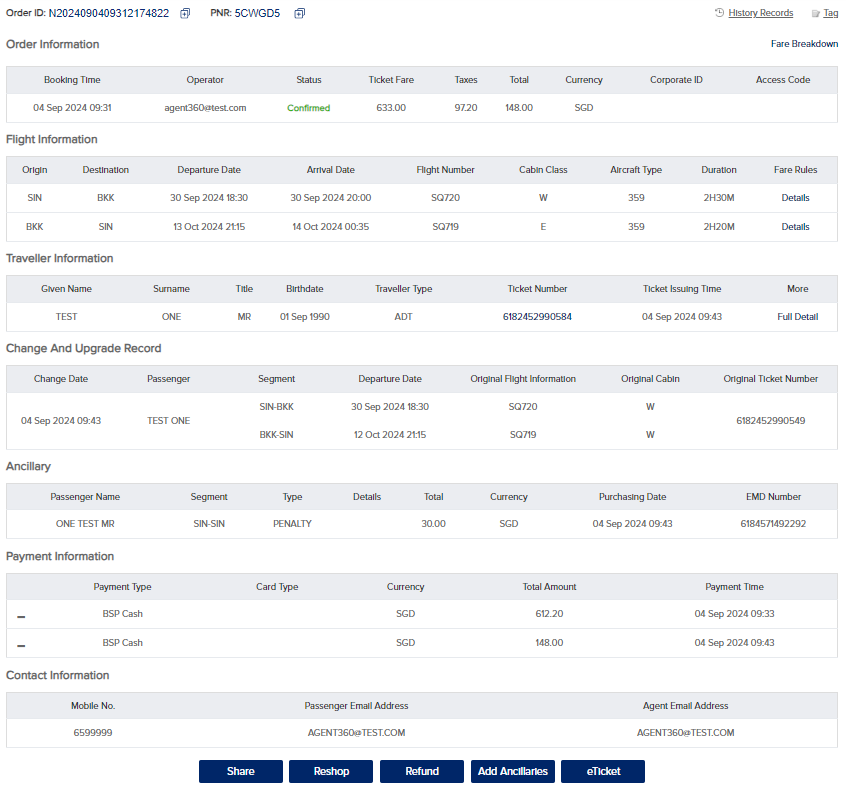 Order ID: N2024090409312174822 PNR: 5CWGD5 History Records Tag
Order Information Fare Breakdown
Booking Time Operator Status Ticket Fare Taxes Total Currency Corporate ID Access Code
04 Sep 2024 09:31 agent360@test.com Confirmed 633.00 97.20 148.00 SGD
Flight Information
Origin Destination Departure Date Arrival Date Flight Number Cabin Class Aircraft Type Duration Fare Rules
SIN BKK 30 Sep 2024 18:30 30 Sep 2024 20:00 SQ720 W 359 2H30M Details
BKK SIN 13 Oct 2024 21:15 14 Oct 2024 00:35 SQ719 E 359 2H20M Details
Traveller Information
Given Name Surname Title Birthdate Traveller Type Ticket Number Ticket Issuing Time More
TEST ONE MR 01 Sep 1990 ADT 6182452990584 04 Sep 2024 09:43 Full Detail
Change And Upgrade Record
Change Date Passenger Segment Departure Date Original Flight Information Original Cabin Original Ticket Number
SIN-BKK 30 Sep 2024 18:30 SQ720 W
04 Sep 2024 09:43 TEST ONE 6182452990549
BKK-SIN 12 Oct 2024 21:15 SQ719 W
Ancillary
Passenger Name Segment Type Details Total Currency Purchasing Date EMD Number
ONE TEST MR SIN-SIN PENALTY 30.00 SGD 04 Sep 2024 09:43 6184571492292
Payment Information
Payment Type Card Type Currency Total Amount Payment Time
BSP Cash SGD 612.20 04 Sep 2024 09:33
BSP Cash SGD 148.00 04 Sep 2024 09:43
Contact Information
Mobile No. Passenger Email Address Agent Email Address
6599999 AGENT360@TEST.COM AGENT360@TEST.COM
Share Reshop Refund Add Ancillaries eTicket